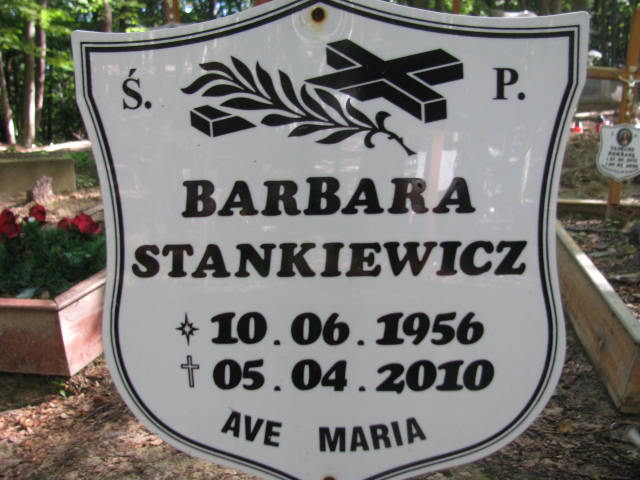 Ś. P.
BARBARA
STANKIEWICZ
10.06.1956
05.04.2010
AVE MARIA